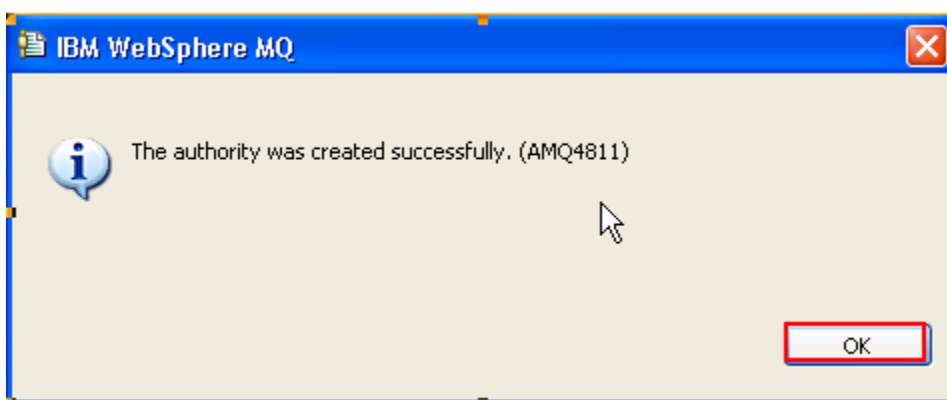 IBM WebSphere MQ
The authority was created successfully. (AMQ4811)
OK